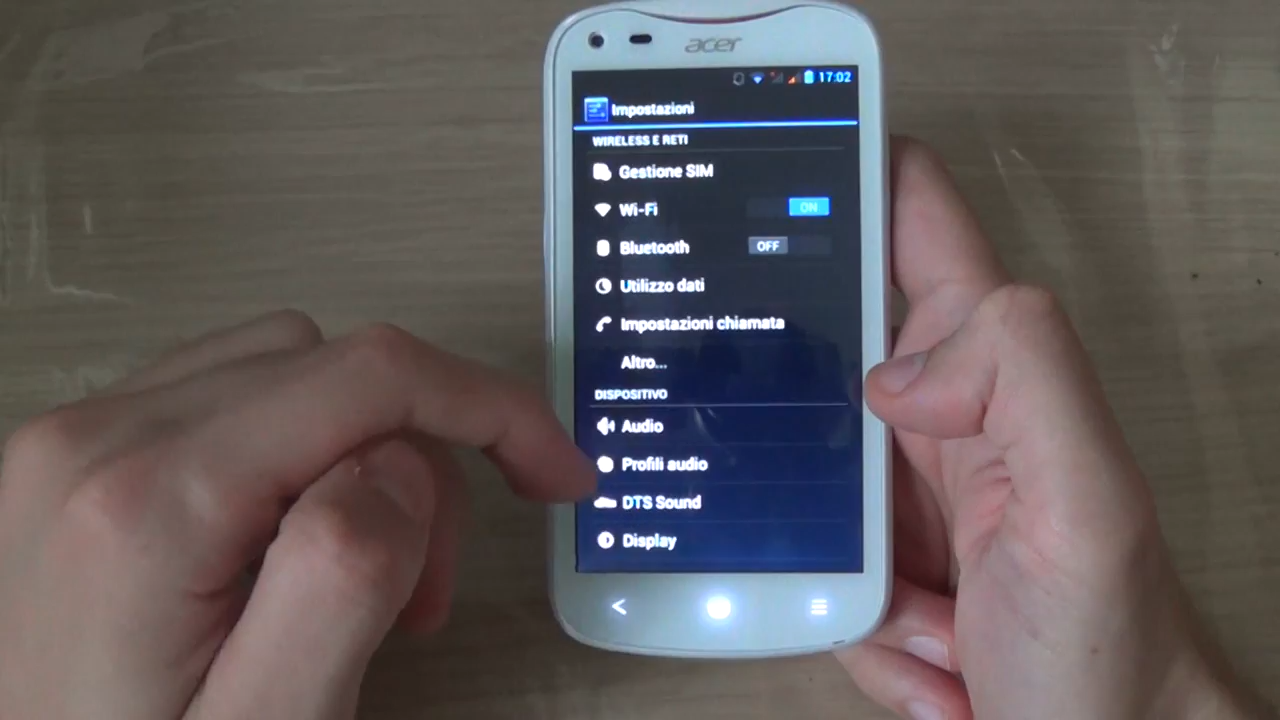 acer
17:02
Impostazioni
WIRELESS E RETI
Gestione SIM
Wi-Fi ON
Bluetooth OFF
Utilizzo dati
Impostazioni chiamata
Altro...
DISPOSITIVO
Audio
Profili audio
DTS Sound
Display